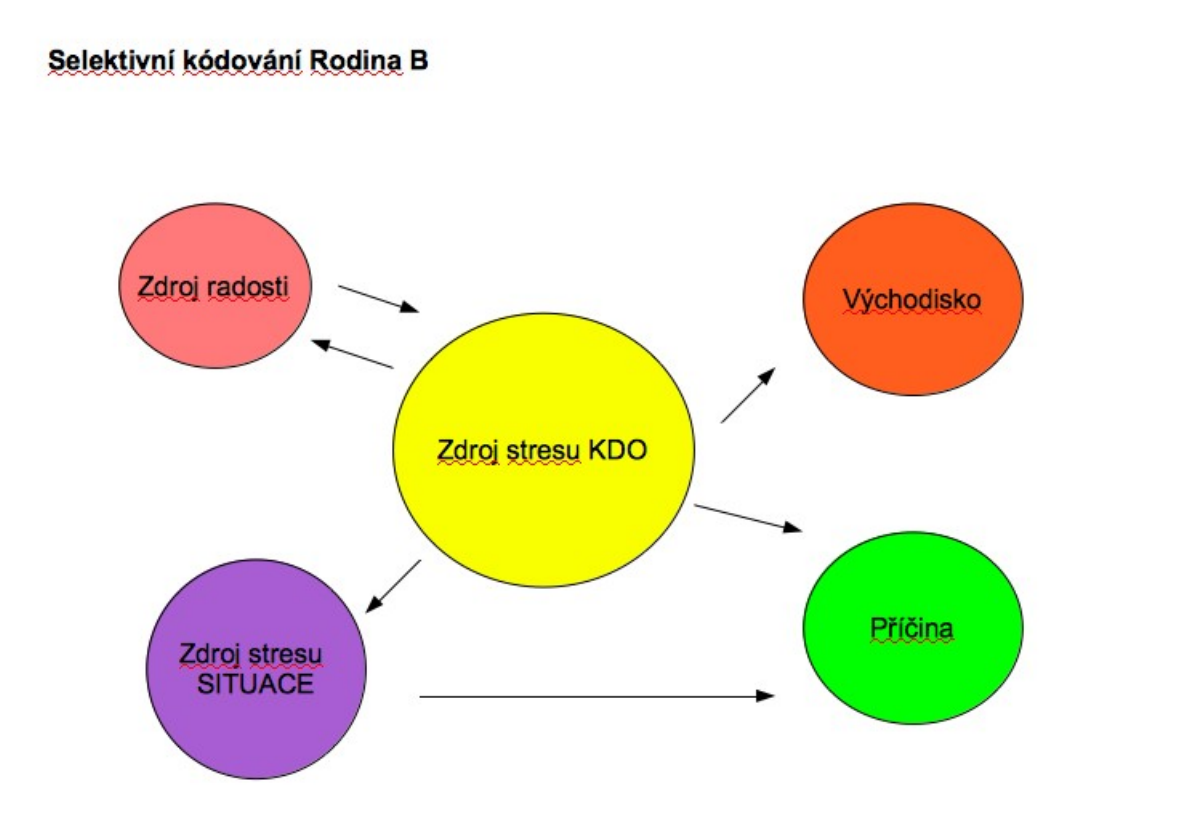 Selektivní kódování Rodina B
Zdroj radosti
Východisko
Zdroj stresu KDO
Příčina
Zdroj stresu
SITUACE